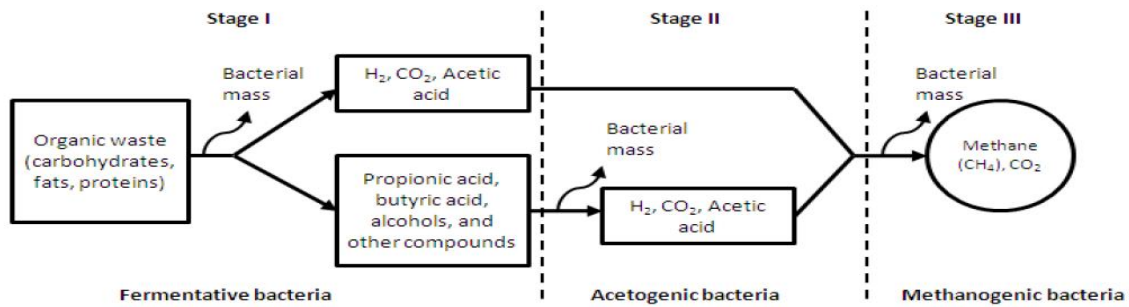 Stage I
Stage II
Stage III
Organic waste
(carbohydrates,
fats, proteins)
Bacterial
mass
H₂, CO₂, Acetic
acid
Propionic acid,
butyric acid,
alcohols, and
other compounds
Bacterial
mass
H₂, CO₂, Acetic
acid
Bacterial
mass
Methane
(CH₄), CO₂
Fermentative bacteria
Acetogenic bacteria
Methanogenic bacteria